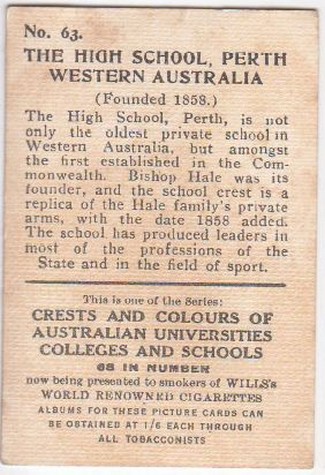 No. 63.
THE HIGH SCHOOL, PERTH
WESTERN AUSTRALIA
(Founded 1858.)
The High School, Perth, is not
only the oldest private school in
Western Australia, but amongst
the first established in the Com-
monwealth. Bishop Hale was its
founder, and the school crest is a
replica of the Hale family's private
arms, with the date 1858 added.
The school has produced leaders in
most of the professions of the
State and in the field of sport.
This is one of the Series:
CRESTS AND COLOURS OF
AUSTRALIAN UNIVERSITIES
COLLEGES AND SCHOOLS
68 IN NUMBER
now being presented to smokers of WILLS's
WORLD RENOWNED CIGARETTES
ALBUMS FOR THESE PICTURE CARDS CAN
BE OBTAINED AT 1/6 EACH THROUGH
ALL TOBACCONISTS